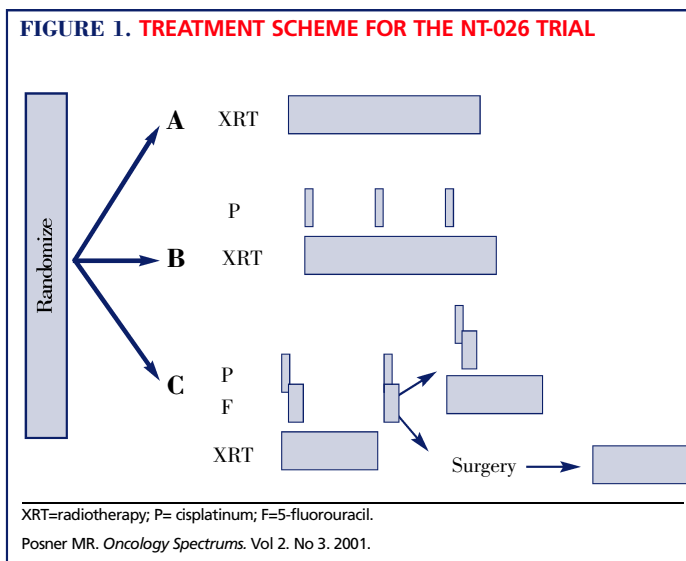 FIGURE 1. TREATMENT SCHEME FOR THE NT-026 TRIAL
Randomize
A XRT
P
B XRT
C P
F
XRT
Surgery
XRT=radiotherapy; P= cisplatinum; F=5-fluorouracil.
Posner MR. Oncology Spectrums. Vol 2. No 3. 2001.